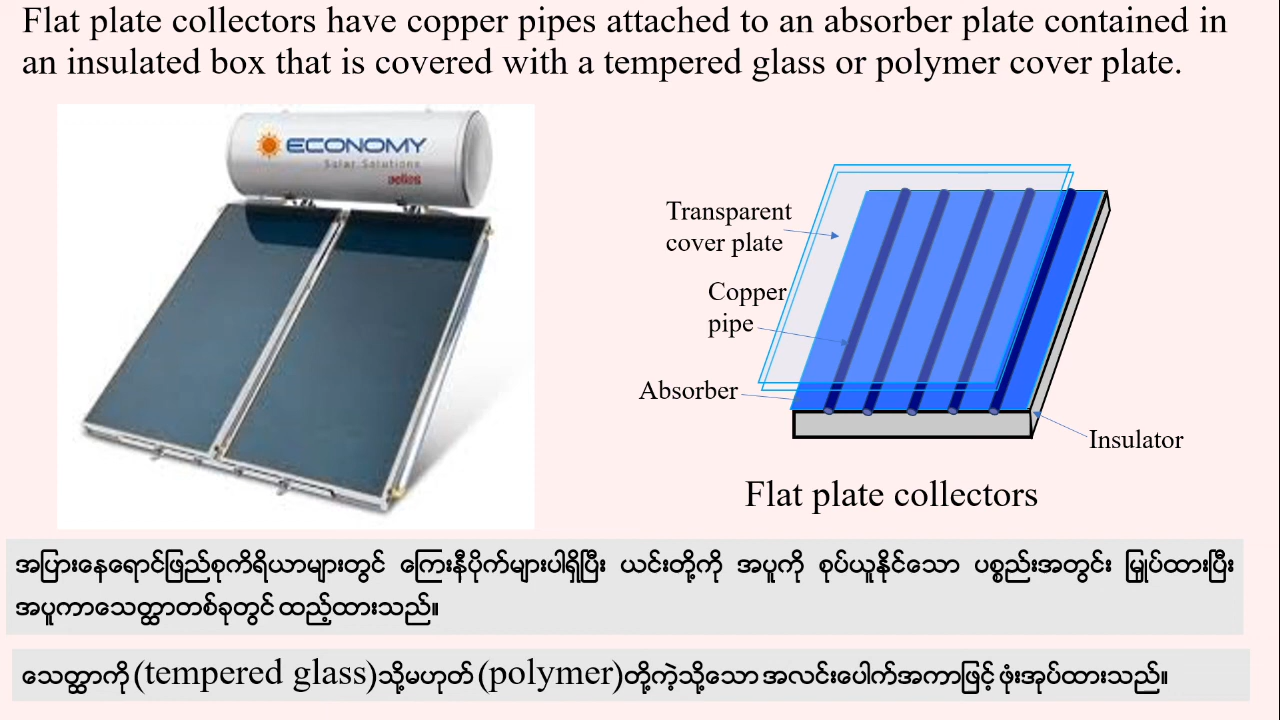 Flat plate collectors have copper pipes attached to an absorber plate contained in
an insulated box that is covered with a tempered glass or polymer cover plate.
ECONOMY
Solar Solutions
aelios
Transparent
cover plate
Copper
pipe
Absorber
Insulator
Flat plate collectors
အပြားနေရောင်ဖြည်စုကိရိယာများတွင် ကြေးနီပိုက်များပါရှိပြီး ယင်းတို့ကို အပူကို စုပ်ယူနိုင်သော ပစ္စည်းအတွင်း မြှုပ်ထားပြီး
အပူကာသေတ္ထာတစ်ခုတွင် ထည့်ထားသည်။
သေတ္ထာကို (tempered glass)သို့မဟုတ် (polymer)တို့ကဲ့သို့သော အလင်းပေါက်အကာဖြင့် ဖုံးအုပ်ထားသည်။